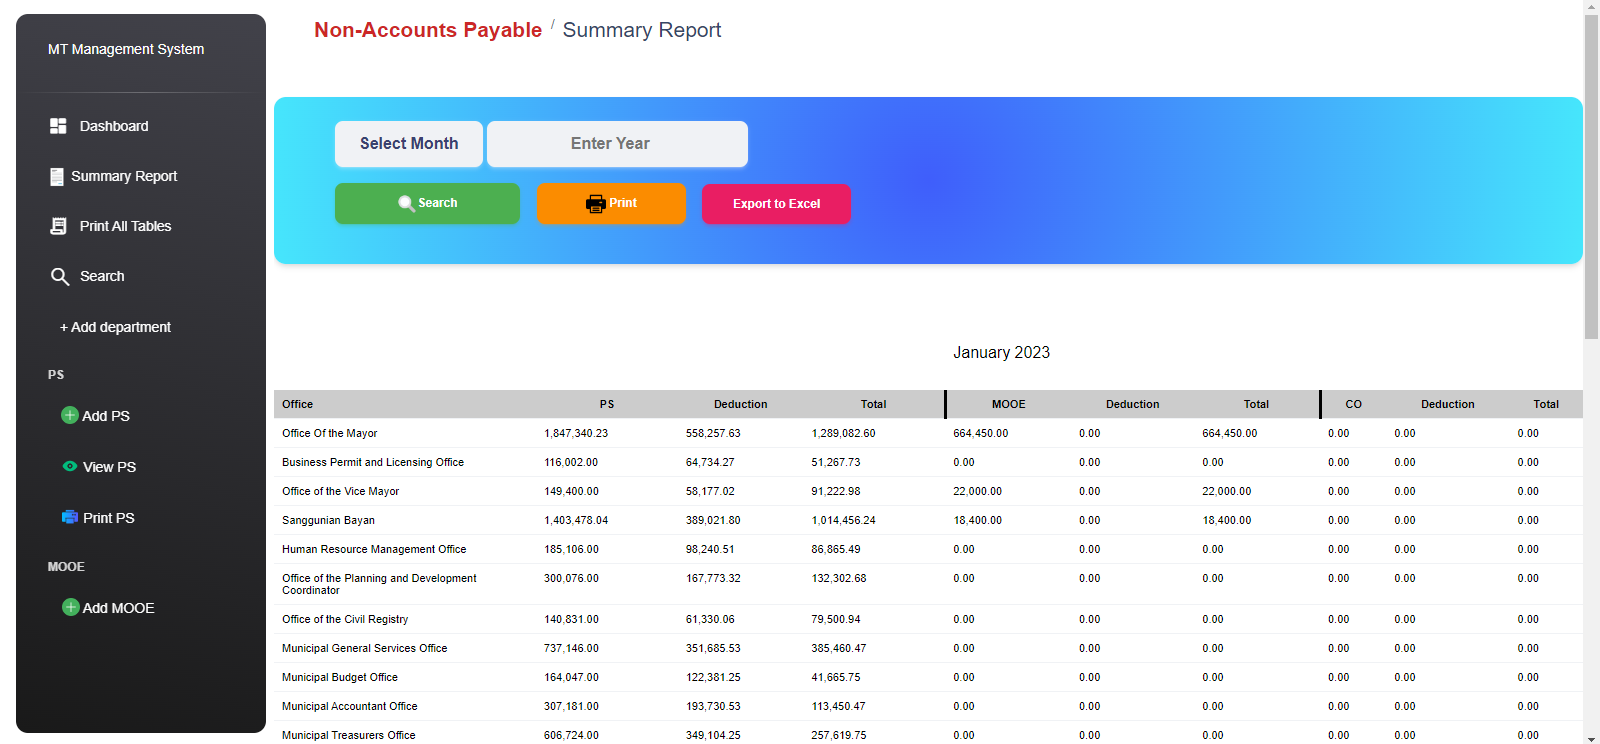 MT Management System
Dashboard
Summary Report
Print All Tables
Search
+ Add department
PS
Add PS
View PS
Print PS
MOOE
Add MOOE
Non-Accounts Payable / Summary Report
Select Month Enter Year
Search Print Export to Excel
January 2023
Office PS Deduction Total MOOE Deduction Total CO Deduction Total
Office Of the Mayor 1,847,340.23 558,257.63 1,289,082.60 664,450.00 0.00 664,450.00 0.00 0.00 0.00
Business Permit and Licensing Office 116,002.00 64,734.27 51,267.73 0.00 0.00 0.00 0.00 0.00 0.00
Office of the Vice Mayor 149,400.00 58,177.02 91,222.98 22,000.00 0.00 22,000.00 0.00 0.00 0.00
Sanggunian Bayan 1,403,478.04 389,021.80 1,014,456.24 18,400.00 0.00 18,400.00 0.00 0.00 0.00
Human Resource Management Office 185,106.00 98,240.51 86,865.49 0.00 0.00 0.00 0.00 0.00 0.00
Office of the Planning and Development 300,076.00 167,773.32 132,302.68 0.00 0.00 0.00 0.00 0.00 0.00
Coordinator
Office of the Civil Registry 140,831.00 61,330.06 79,500.94 0.00 0.00 0.00 0.00 0.00 0.00
Municipal General Services Office 737,146.00 351,685.53 385,460.47 0.00 0.00 0.00 0.00 0.00 0.00
Municipal Budget Office 164,047.00 122,381.25 41,665.75 0.00 0.00 0.00 0.00 0.00 0.00
Municipal Accountant Office 307,181.00 193,730.53 113,450.47 0.00 0.00 0.00 0.00 0.00 0.00
Municipal Treasurers Office 606,724.00 349,104.25 257,619.75 0.00 0.00 0.00 0.00 0.00 0.00